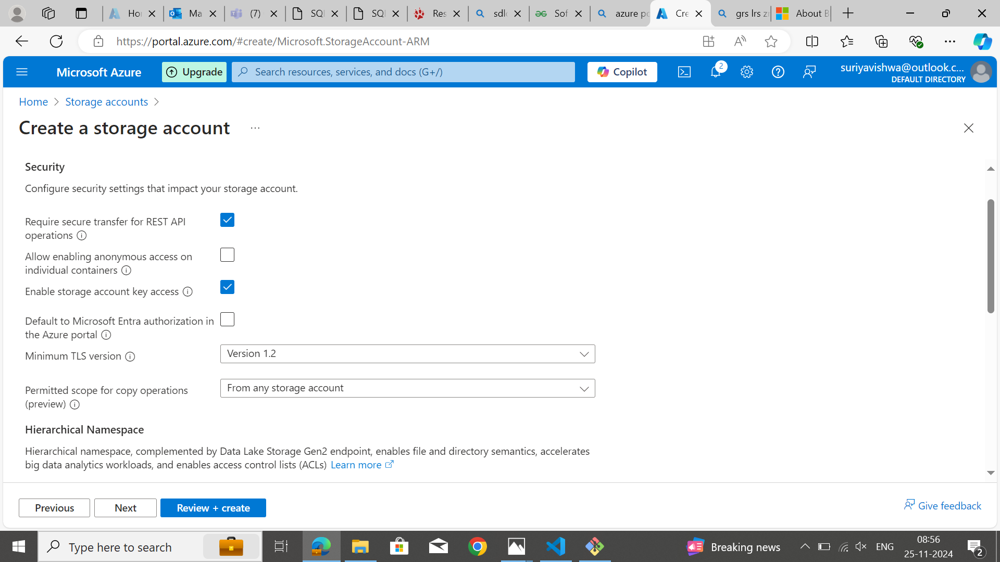 Hor
Ma
(7)
SQL
SQL
Res
sdlc
Sof
azure po
Cre
grs lrs zr
About B
https://portal.azure.com/#create/Microsoft.StorageAccount-ARM
Microsoft Azure
Upgrade
Search resources, services, and docs (G+/)
Copilot
2
suriyavishwa@outlook.c...
DEFAULT DIRECTORY
Home
Storage accounts
Create a storage account
...
Security
Configure security settings that impact your storage account.
Require secure transfer for REST API
operations
Allow enabling anonymous access on
individual containers
Enable storage account key access
Default to Microsoft Entra authorization in
the Azure portal
Minimum TLS version
Version 1.2
Permitted scope for copy operations
(preview)
From any storage account
Hierarchical Namespace
Hierarchical namespace, complemented by Data Lake Storage Gen2 endpoint, enables file and directory semantics, accelerates
big data analytics workloads, and enables access control lists (ACLs) Learn more
Previous
Next
Review + create
Give feedback
Type here to search
Breaking news
ENG
08:56
25-11-2024
2